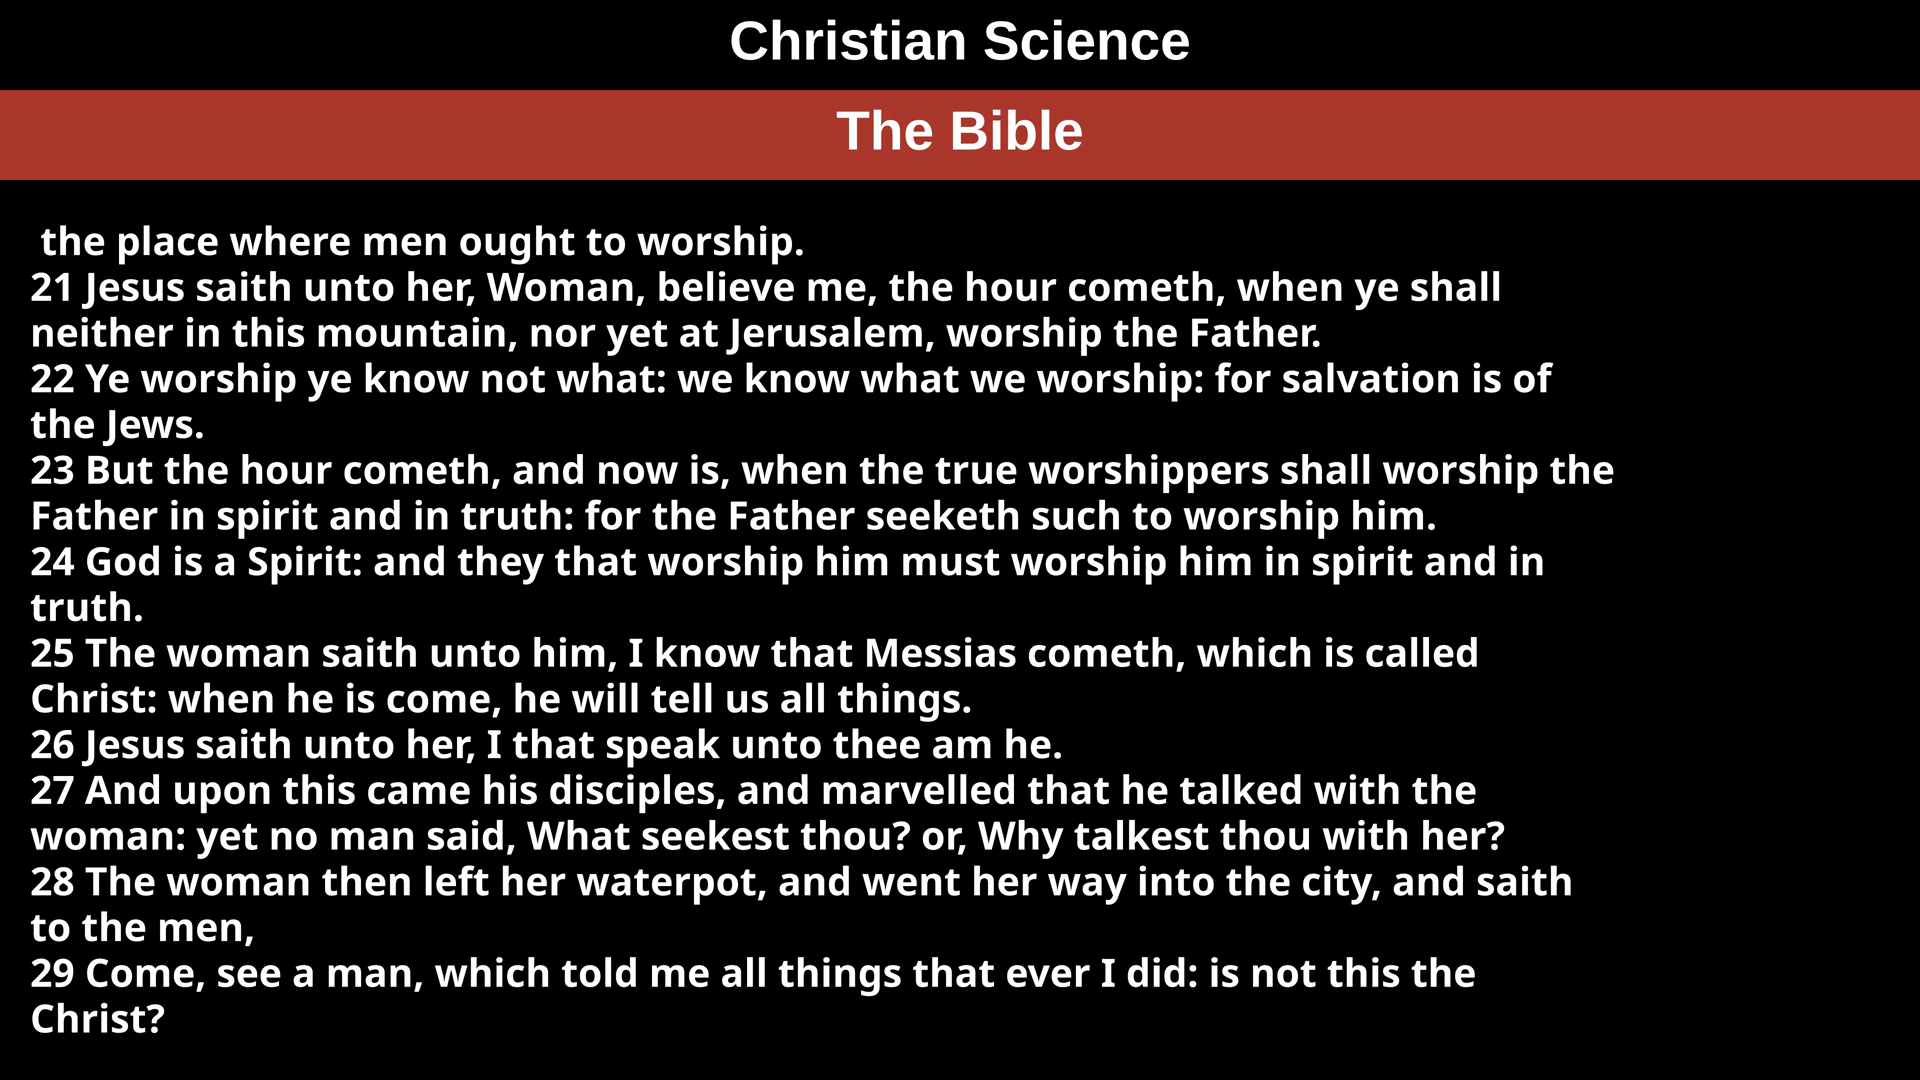 Christian Science
The Bible
the place where men ought to worship.
21 Jesus saith unto her, Woman, believe me, the hour cometh, when ye shall
neither in this mountain, nor yet at Jerusalem, worship the Father.
22 Ye worship ye know not what: we know what we worship: for salvation is of
the Jews.
23 But the hour cometh, and now is, when the true worshippers shall worship the
Father in spirit and in truth: for the Father seeketh such to worship him.
24 God is a Spirit: and they that worship him must worship him in spirit and in
truth.
25 The woman saith unto him, I know that Messias cometh, which is called
Christ: when he is come, he will tell us all things.
26 Jesus saith unto her, I that speak unto thee am he.
27 And upon this came his disciples, and marvelled that he talked with the
woman: yet no man said, What seekest thou? or, Why talkest thou with her?
28 The woman then left her waterpot, and went her way into the city, and saith
to the men,
29 Come, see a man, which told me all things that ever I did: is not this the
Christ?